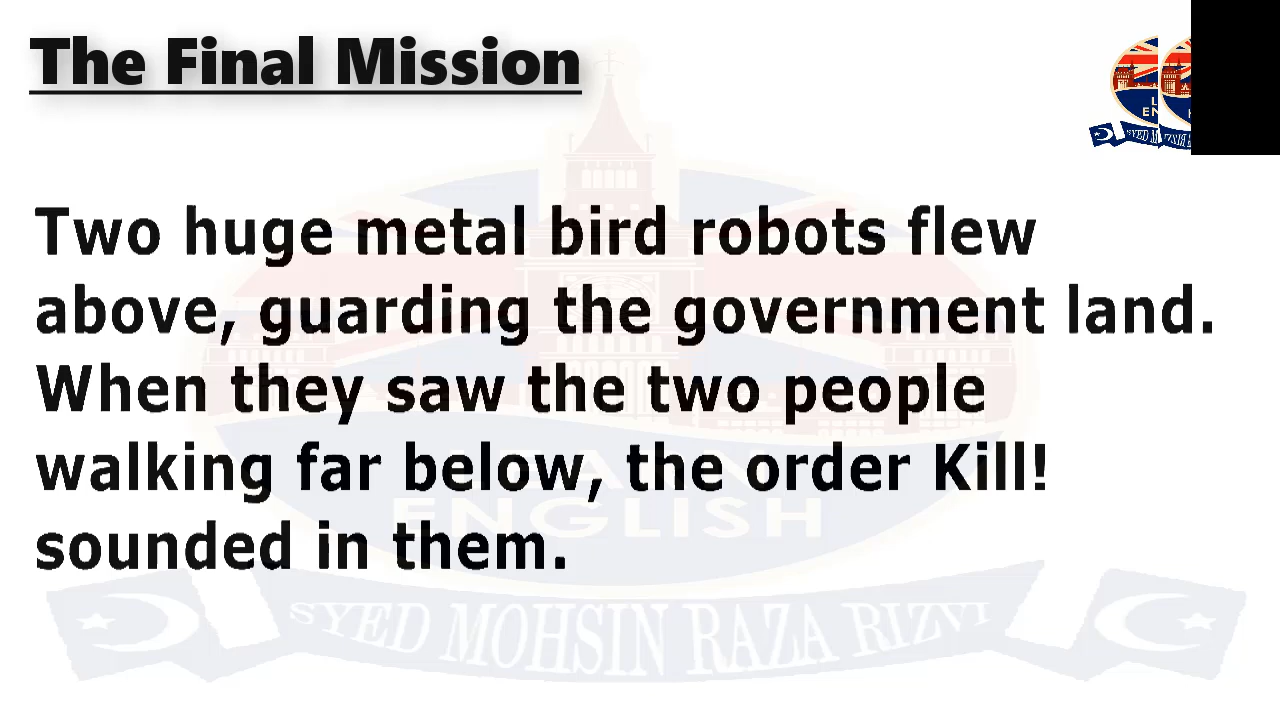 The Final Mission
Two huge metal bird robots flew
above, guarding the government land.
When they saw the two people
walking far below, the order Kill!
sounded in them.
ENGLISH
SYED MOHSIN RAZA RIZVI